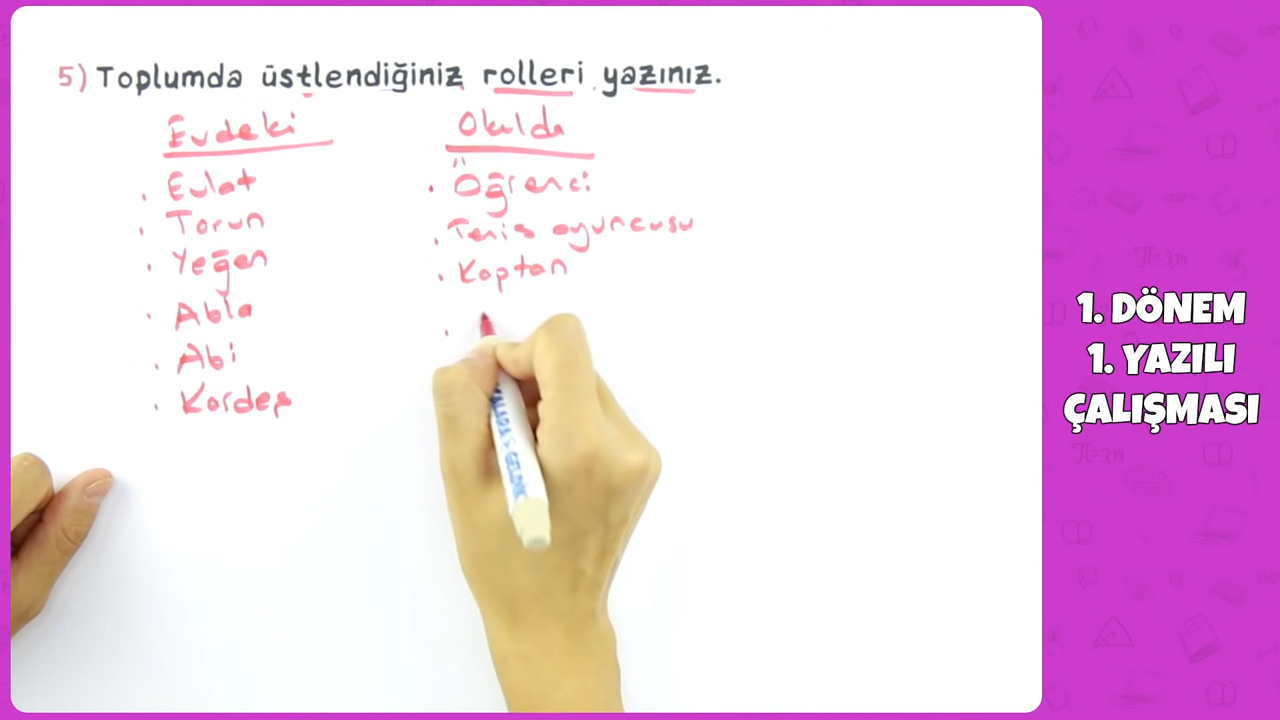 5) Toplumda üstlendiğiniz rolleri yazınız.
Evdeki
. Evlat
. Torun
. Yeğen
. Abla
. Abi
. Kardeş
Okulda
. Öğrenci
. Tenis oyuncusu
. Kaptan
.
1. DÖNEM
1. YAZILI
ÇALIŞMASI